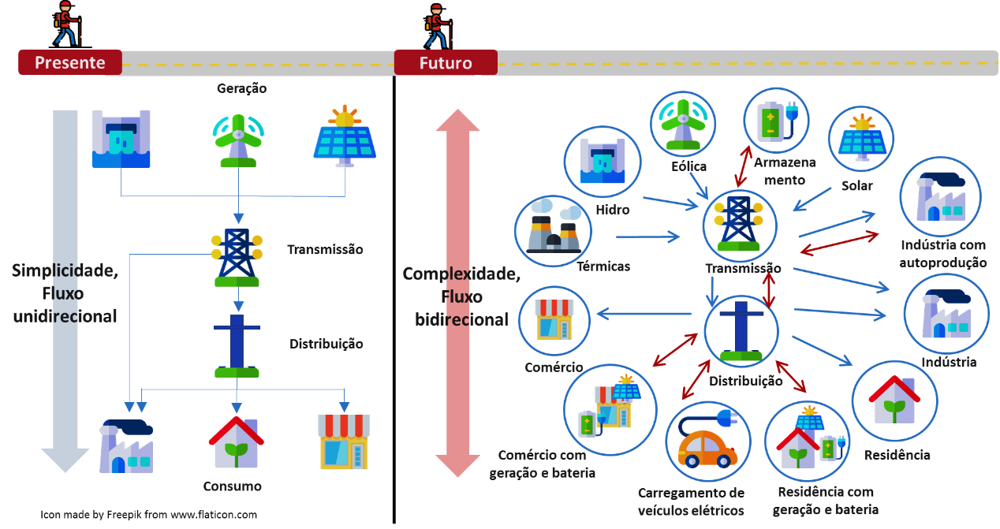 Presente
Futuro
Geração
Transmissão
Simplicidade,
Fluxo
unidirecional
Distribuição
Consumo
Icon made by Freepik from www.flaticon.com
Complexidade,
Fluxo
bidirecional
Eólica
Armazena
mento
Solar
Hidro
Térmicas
Transmissão
Indústria com
autoprodução
Indústria
Comércio
Distribuição
Residência
Comércio com
geração e bateria
Carregamento de
veículos elétricos
Residência com
geração e bateria